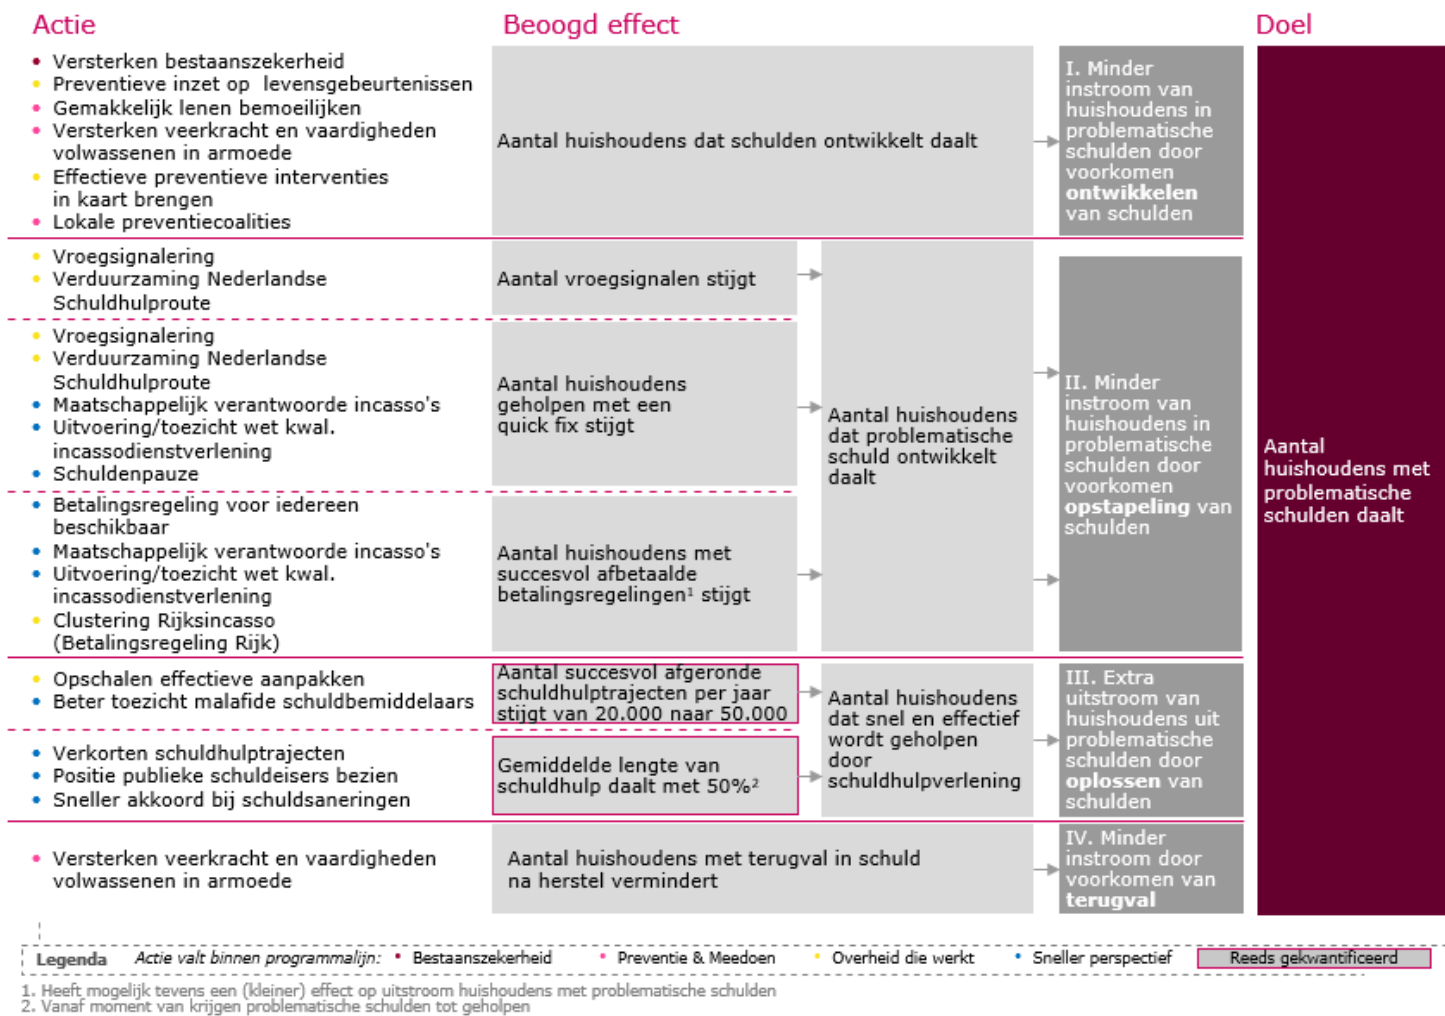 Actie
Beoogd effect
Doel
• Versterken bestaanszekerheid
• Preventieve inzet op levensgebeurtenissen
• Gemakkelijk lenen bemoeilijken
• Versterken veerkracht en vaardigheden
volwassenen in armoede
• Effectieve preventieve interventies
in kaart brengen
• Lokale preventiecoalities
Aantal huishoudens dat schulden ontwikkelt daalt
I. Minder
instroom van
huishoudens in
problematische
schulden door
voorkomen
ontwikkelen
van schulden
• Vroegsignalering
• Verduurzaming Nederlandse
Schuldhulproute
Aantal vroegsignalen stijgt
• Vroegsignalering
• Verduurzaming Nederlandse
Schuldhulproute
• Maatschappelijk verantwoorde incasso's
• Uitvoering/toezicht wet kwal.
incassodienstverlening
• Schuldenpauze
Aantal huishoudens
geholpen met een
quick fix stijgt
• Betalingsregeling voor iedereen
beschikbaar
• Maatschappelijk verantwoorde incasso's
• Uitvoering/toezicht wet kwal.
incassodienstverlening
• Clustering Rijksincasso
(Betalingsregeling Rijk)
Aantal huishoudens met
succesvol afbetaalde
betalingsregelingen¹ stijgt
Aantal huishoudens
dat problematische
schuld ontwikkelt
daalt
II. Minder
instroom van
huishoudens in
problematische
schulden door
voorkomen
opstapeling van
schulden
• Opschalen effectieve aanpakken
• Beter toezicht malafide schuldbemiddelaars
Aantal succesvol afgeronde
schuldhulptrajecten per jaar
stijgt van 20.000 naar 50.000
• Verkorten schuldhulptrajecten
• Positie publieke schuldeisers bezien
• Sneller akkoord bij schuldsaneringen
Gemiddelde lengte van
schuldhulp daalt met 50%²
Aantal huishoudens
dat snel en effectief
wordt geholpen
door
schuldhulpverlening
III. Extra
uitstroom van
huishoudens uit
problematische
schulden door
oplossen van
schulden
• Versterken veerkracht en vaardigheden
volwassenen in armoede
Aantal huishoudens met terugval in schuld
na herstel vermindert
IV. Minder
instroom door
voorkomen van
terugval
Aantal
huishoudens met
problematische
schulden daalt
Legenda Actie valt binnen programmalijn: • Bestaanszekerheid • Preventie & Meedoen • Overheid die werkt • Sneller perspectief Reeds gekwantificeerd
1. Heeft mogelijk tevens een (kleiner) effect op uitstroom huishoudens met problematische schulden
2. Vanaf moment van krijgen problematische schulden tot geholpen